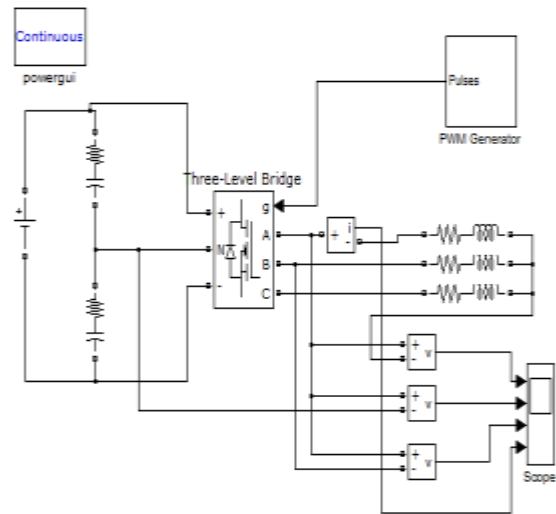 Continuous
powergui
Pulses
PWM Generator
Three-Level Bridge
+
g
A
N
B
-
C
+
i
-
+
+
-
v
+
-
v
+
-
v
Scope